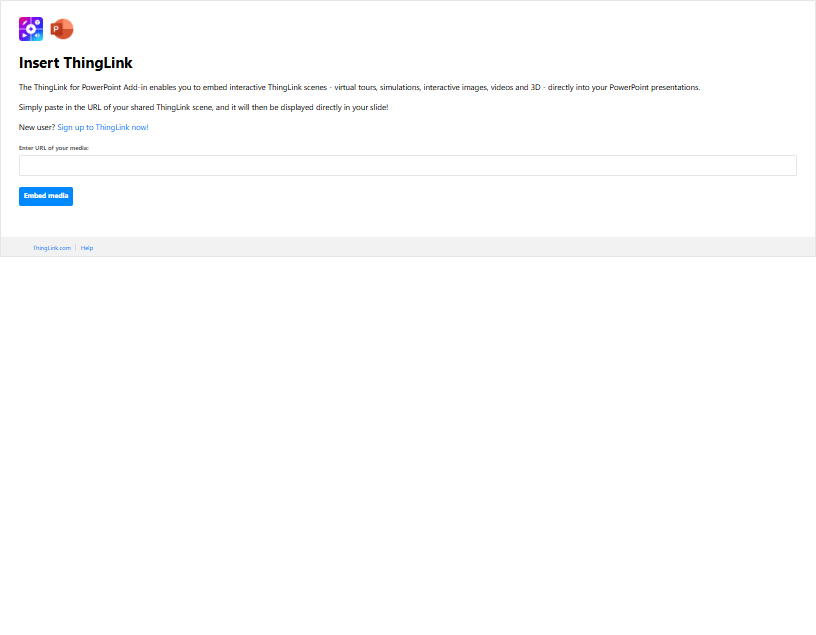 P
Insert ThingLink
The ThingLink for PowerPoint Add-in enables you to embed interactive ThingLink scenes - virtual tours, simulations, interactive images, videos and 3D - directly into your PowerPoint presentations.
Simply paste in the URL of your shared ThingLink scene, and it will then be displayed directly in your slide!
New user? Sign up to ThingLink now!
Enter URL of your media:
Embed media
ThingLink.com | Help